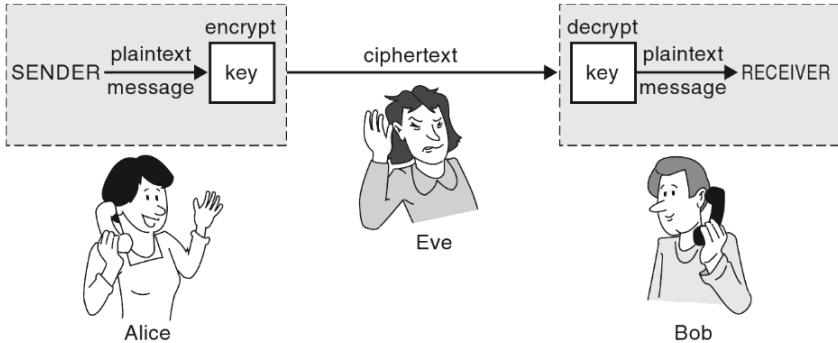 encrypt
decrypt
plaintext
ciphertext
plaintext
SENDER
key
key
RECEIVER
message
message
Eve
Alice
Bob